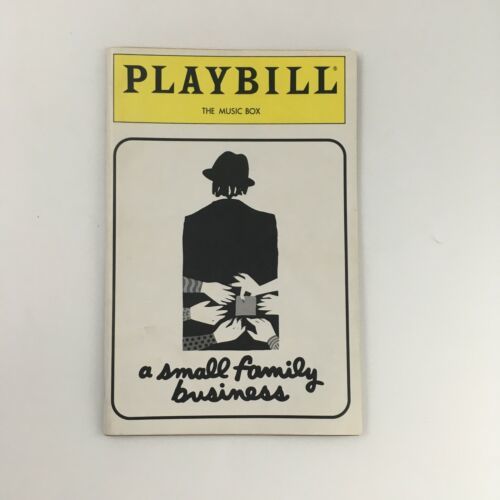 PLAYBILL®
THE MUSIC BOX
a small family
business